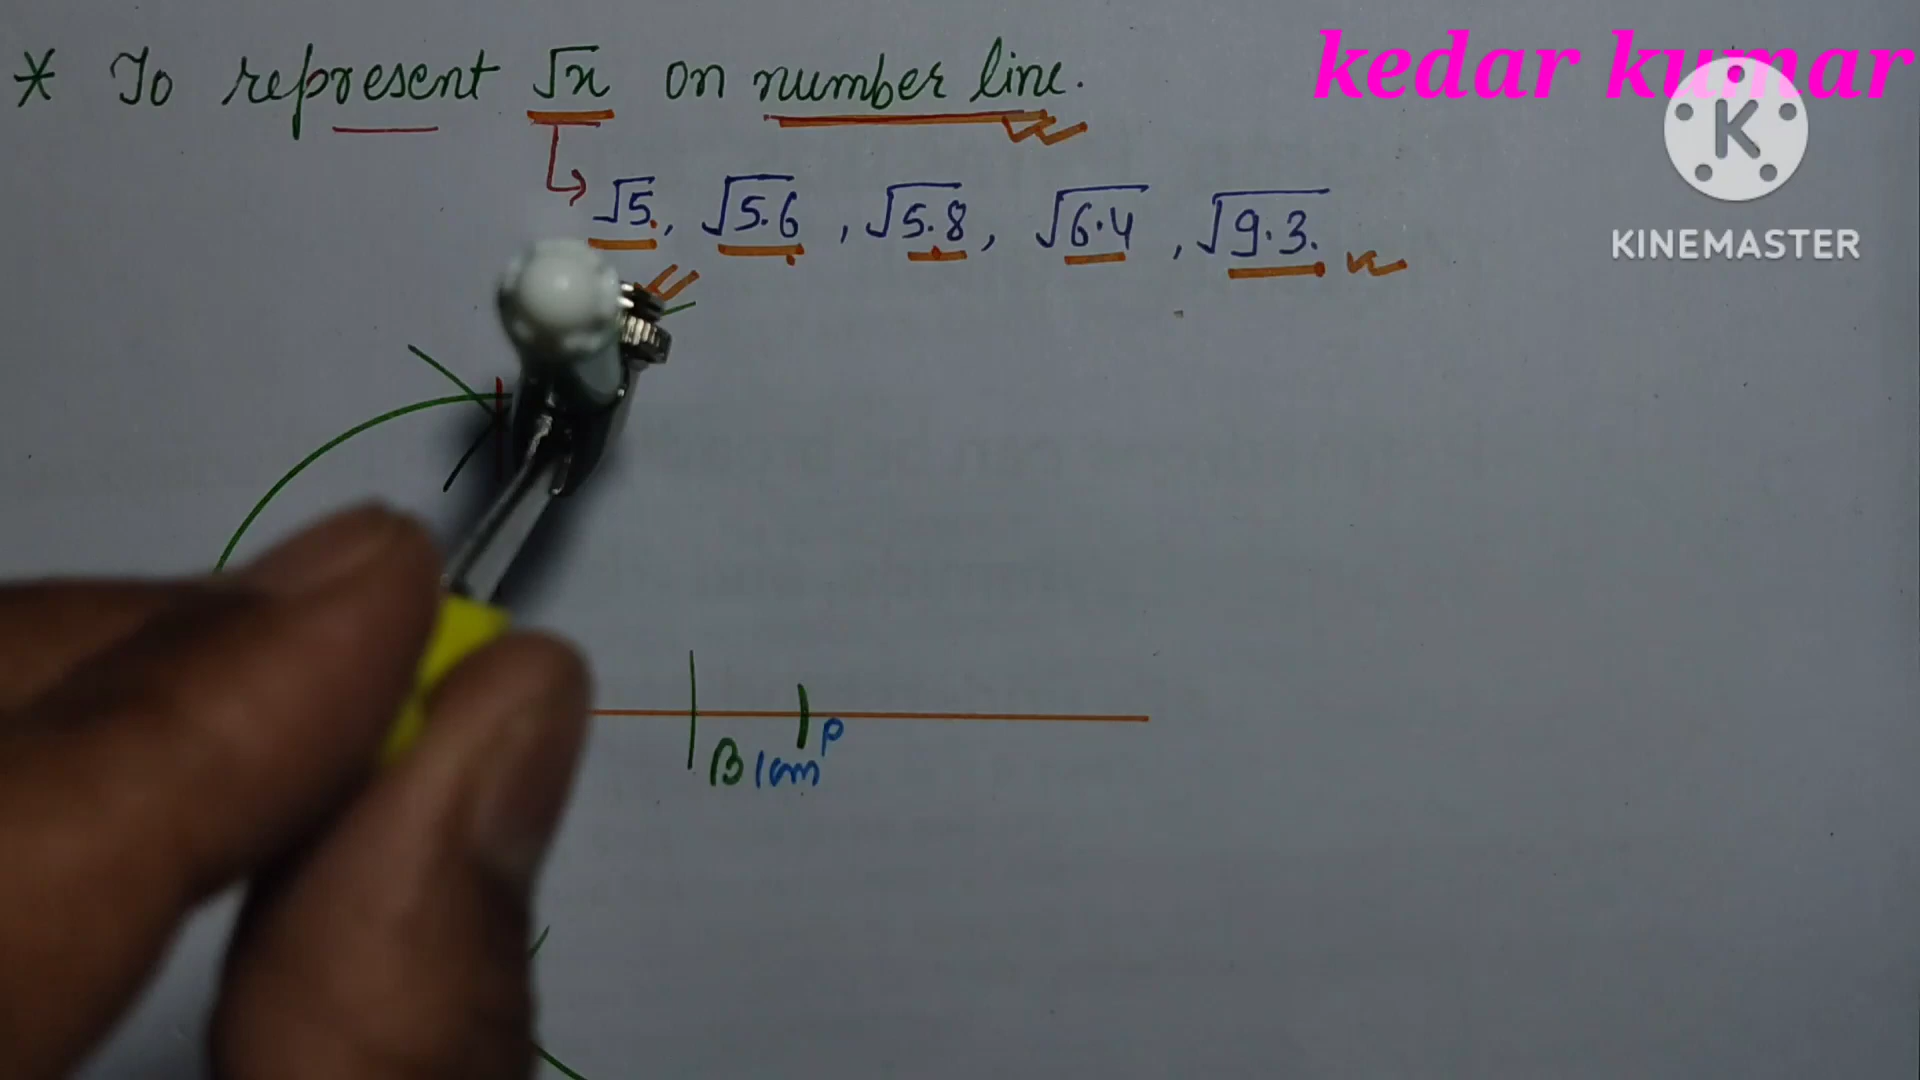 * To represent √x on number line.
kedar kumar
K
KINEMASTER
√5, √5.6, √5.8, √6.4, √9.3.
B 1cm P